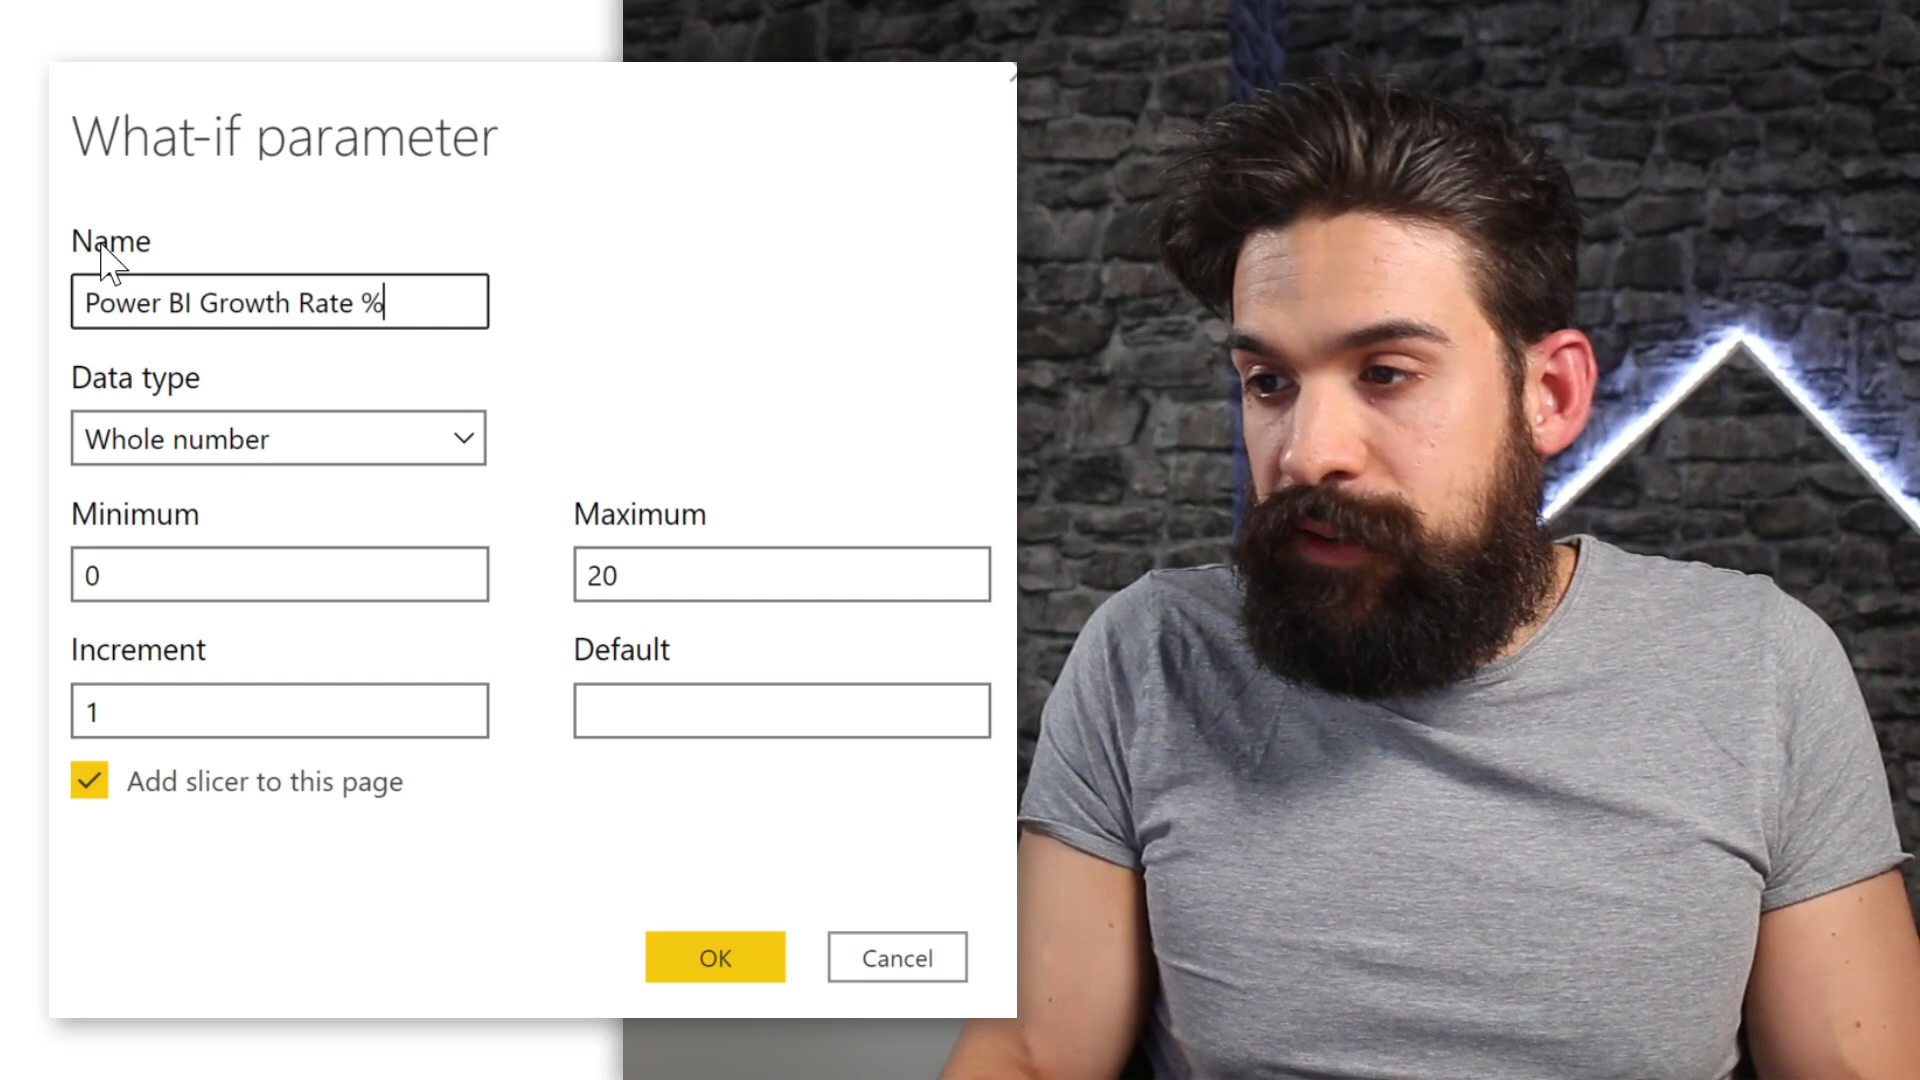 What-if parameter
Name
Power BI Growth Rate %
Data type
Whole number
Minimum
Maximum
0
20
Increment
Default
1
Add slicer to this page
OK
Cancel